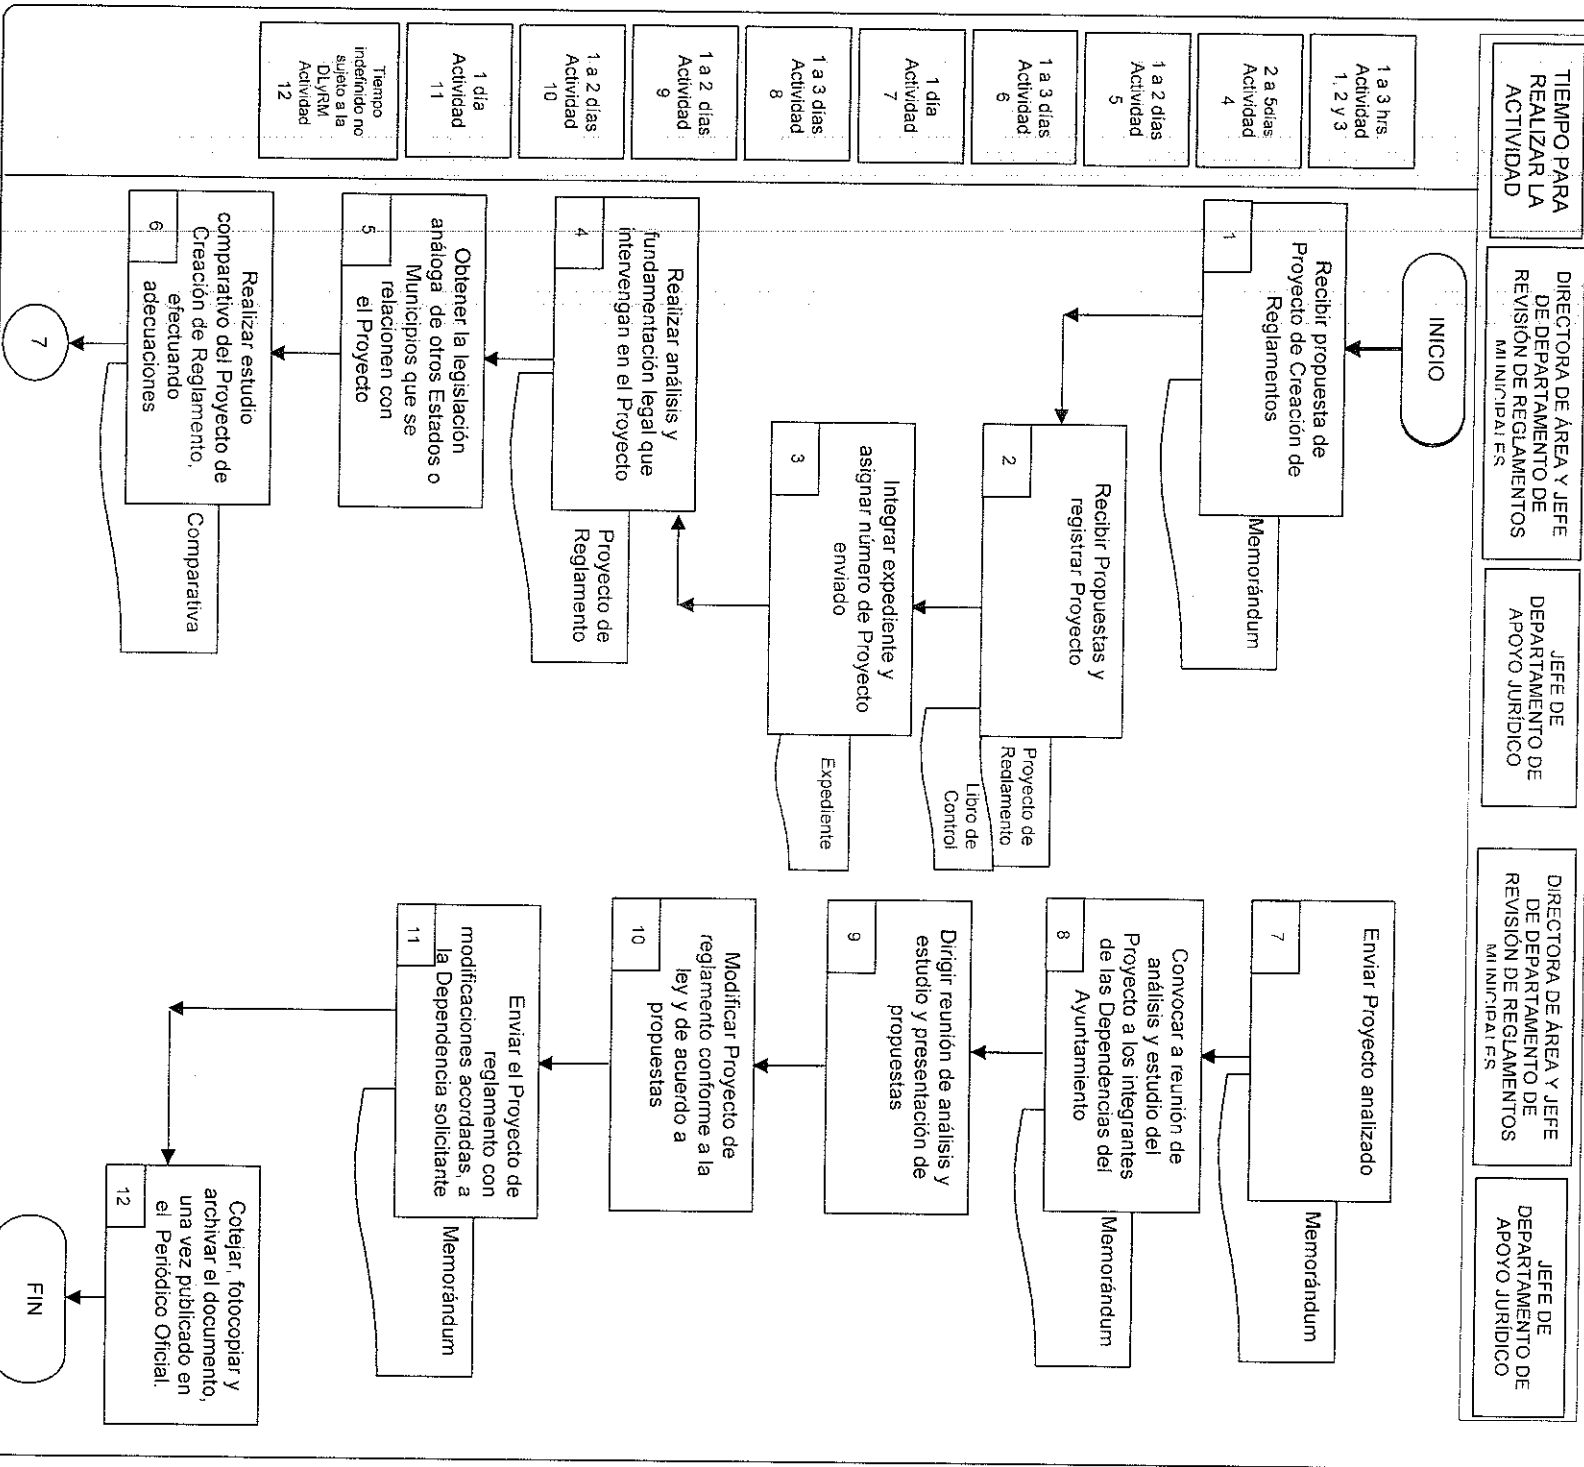 TIEMPO PARA
REALIZAR LA
ACTIVIDAD
DIRECTORA DE ÁREA Y JEFE
DE DEPARTAMENTO DE
REVISIÓN DE REGLAMENTOS
MUNICIPALES
JEFE DE
DEPARTAMENTO DE
APOYO JURÍDICO
DIRECTORA DE ÁREA Y JEFE
DE DEPARTAMENTO DE
REVISIÓN DE REGLAMENTOS
MUNICIPALES
JEFE DE
DEPARTAMENTO DE
APOYO JURÍDICO
1 a 3 hrs.
Actividad
1, 2 y 3
2 a 5días
Actividad
4
1 a 2 días
Actividad
5
1 a 3 días
Actividad
6
1 día
Actividad
7
1 a 3 días
Actividad
8
1 a 2 días
Actividad
9
1 a 2 días
Actividad
10
1 día
Actividad
11
Tiempo
indefinido no
sujeto a la
DLyRM
Actividad
12
INICIO
Recibir propuesta de
Proyecto de Creación de
Reglamentos
1
Memorándum
Recibir Propuestas y
registrar Proyecto
2
Proyecto de
Reglamento
Libro de
Control
Integrar expediente y
asignar número de Proyecto
enviado
3
Expediente
Realizar análisis y
fundamentación legal que
intervengan en el Proyecto
4
Proyecto de
Reglamento
Obtener la legislación
análoga de otros Estados o
Municipios que se
relacionen con
el Proyecto
5
Realizar estudio
comparativo del Proyecto de
Creación de Reglamento,
efectuando
adecuaciones
6
Comparativa
7
Enviar Proyecto analizado
7
Memorándum
Convocar a reunión de
análisis y estudio del
Proyecto a los integrantes
de las Dependencias del
Ayuntamiento
8
Memorándum
Dirigir reunión de análisis y
estudio y presentación de
propuestas
9
Modificar Proyecto de
reglamento conforme a la
ley y de acuerdo a
propuestas
10
Enviar el Proyecto de
reglamento con
modificaciones acordadas, a
la Dependencia solicitante
11
Memorándum
Cotejar, fotocopiar y
archivar el documento,
una vez publicado en
el Periódico Oficial.
12
FIN